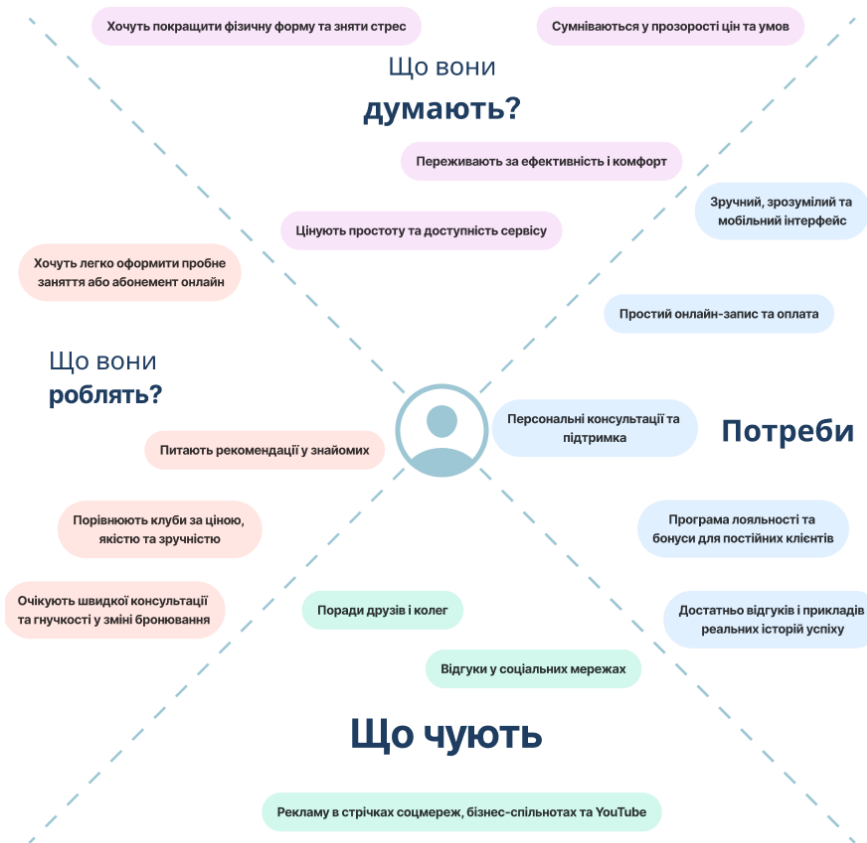 Хочуть покращити фізичну форму та зняти стрес
Сумніваються у прозорості цін та умов
Що вони
думають?
Переживають за ефективність і комфорт
Цінують простоту та доступність сервісу
Хочуть легко оформити пробне
заняття або абонемент онлайн
Що вони
роблять?
Питають рекомендації у знайомих
Порівнюють клуби за ціною,
якістю та зручністю
Очікують швидкої консультації
та гнучкості у зміні бронювання
Зручний, зрозумілий та
мобільний інтерфейс
Простий онлайн-запис та оплата
Персональні консультації та
підтримка
Потреби
Програма лояльності та
бонуси для постійних клієнтів
Достатньо відгуків і прикладів
реальних історій успіху
Поради друзів і колег
Відгуки у соціальних мережах
Що чують
Рекламу в стрічках соцмереж, бізнес-спільнотах та YouTube